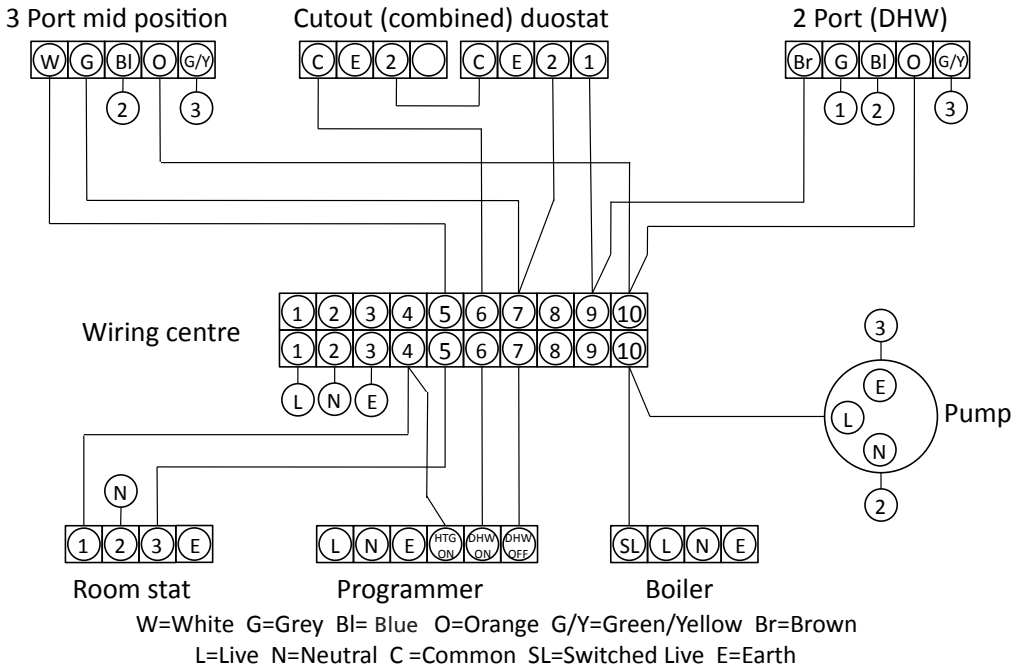 3 Port mid position Cutout (combined) duostat 2 Port (DHW)
W G Bl O G/Y C E 2 C E 2 1 Br G Bl O G/Y
2 3 1 2 3
Wiring centre
1 2 3 4 5 6 7 8 9 10
1 2 3 4 5 6 7 8 9 10
L N E
3
E
L
N
Pump
2
N
1 2 3 E L N E HTG ON DHW ON DHW OFF SL L N E
Room stat Programmer Boiler
W=White G=Grey Bl= Blue O=Orange G/Y=Green/Yellow Br=Brown
L=Live N=Neutral C =Common SL=Switched Live E=Earth